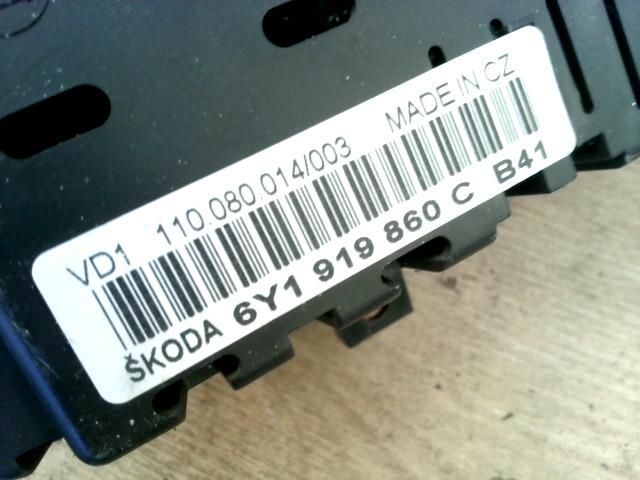 VD1 110.080.014/003 MADE IN CZ
ŠKODA 6Y1 919 860 C B41